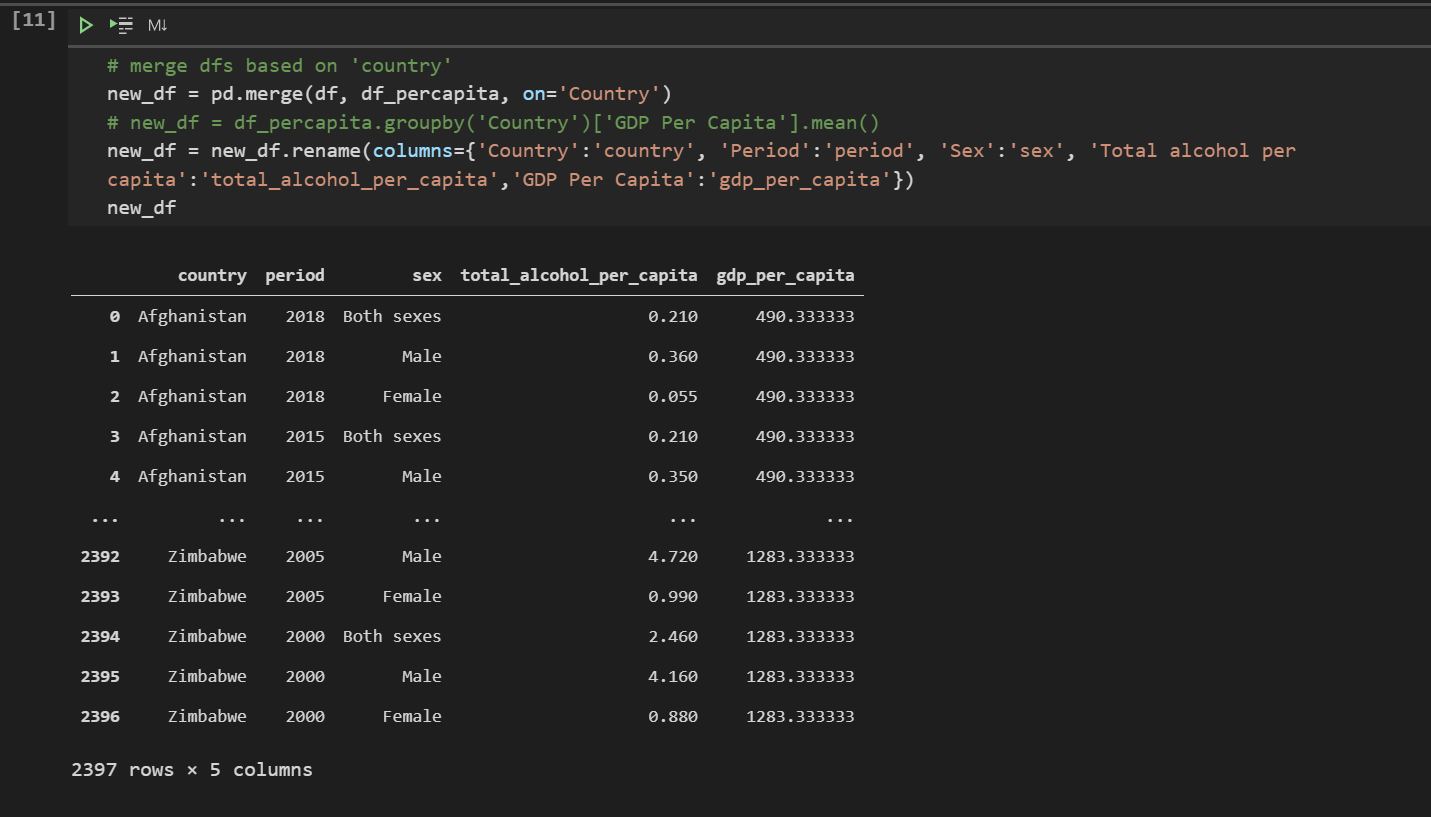 [11]
M↓
# merge dfs based on 'country'
new_df = pd.merge(df, df_percapita, on='Country')
# new_df = df_percapita.groupby('Country')['GDP Per Capita'].mean()
new_df = new_df.rename(columns={'Country':'country', 'Period':'period', 'Sex':'sex', 'Total alcohol per
capita':'total_alcohol_per_capita','GDP Per Capita':'gdp_per_capita'})
new_df
country period sex total_alcohol_per_capita gdp_per_capita
0 Afghanistan 2018 Both sexes 0.210 490.333333
1 Afghanistan 2018 Male 0.360 490.333333
2 Afghanistan 2018 Female 0.055 490.333333
3 Afghanistan 2015 Both sexes 0.210 490.333333
4 Afghanistan 2015 Male 0.350 490.333333
... ... ... ... ... ...
2392 Zimbabwe 2005 Male 4.720 1283.333333
2393 Zimbabwe 2005 Female 0.990 1283.333333
2394 Zimbabwe 2000 Both sexes 2.460 1283.333333
2395 Zimbabwe 2000 Male 4.160 1283.333333
2396 Zimbabwe 2000 Female 0.880 1283.333333
2397 rows × 5 columns